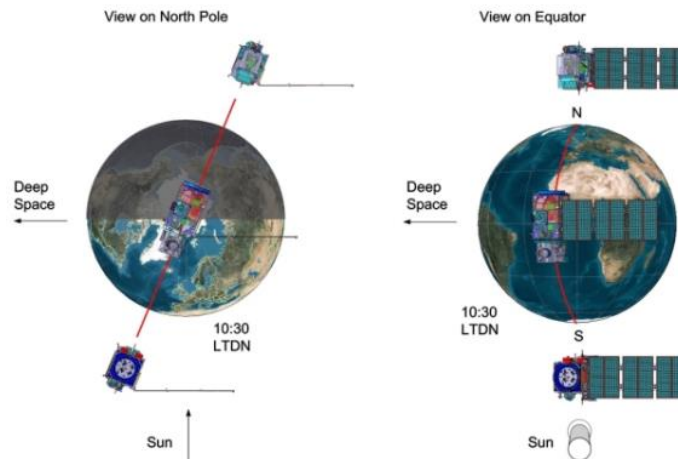 View on North Pole
View on Equator
N
Deep
Space
Deep
Space
10:30
LTDN
10:30
LTDN
S
Sun
Sun